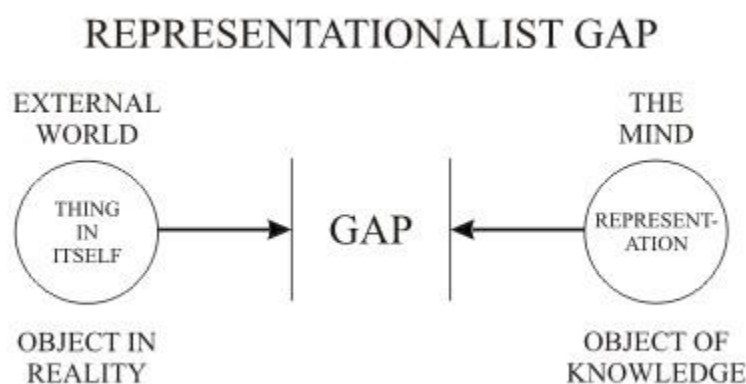 REPRESENTATIONALIST GAP
EXTERNAL
WORLD
THING
IN
ITSELF
OBJECT IN
REALITY
GAP
THE
MIND
REPRESENT-
ATION
OBJECT OF
KNOWLEDGE